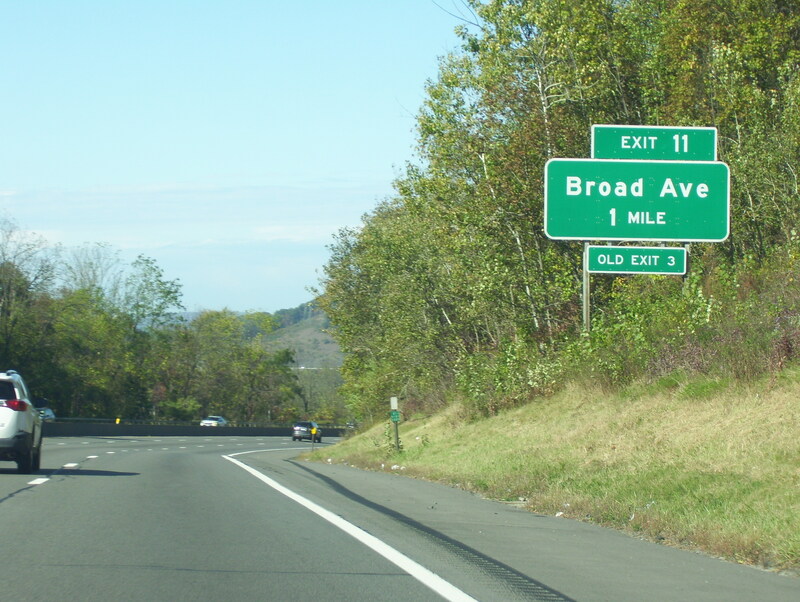 EXIT 11
Broad Ave
1 MILE
OLD EXIT 3